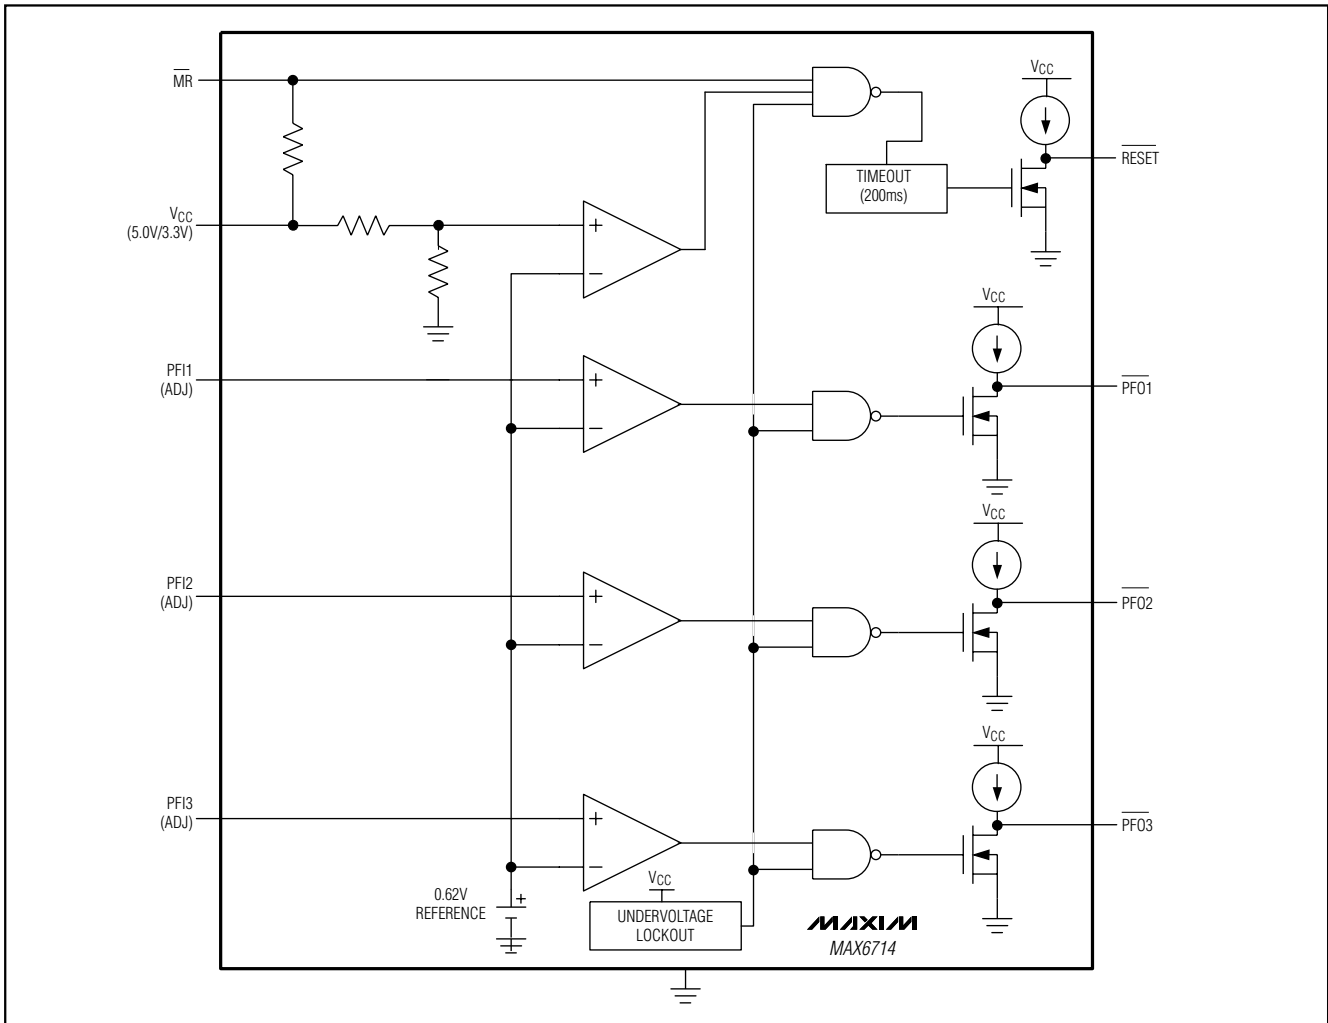 MR
VCC
RESET
TIMEOUT
(200ms)
VCC
(5.0V/3.3V)
+
−
VCC
PFI1
(ADJ)
+
−
PFO1
VCC
PFI2
(ADJ)
+
−
PFO2
VCC
PFI3
(ADJ)
+
−
PFO3
0.62V
REFERENCE
+
VCC
UNDERVOLTAGE
LOCKOUT
MAXIM
MAX6714